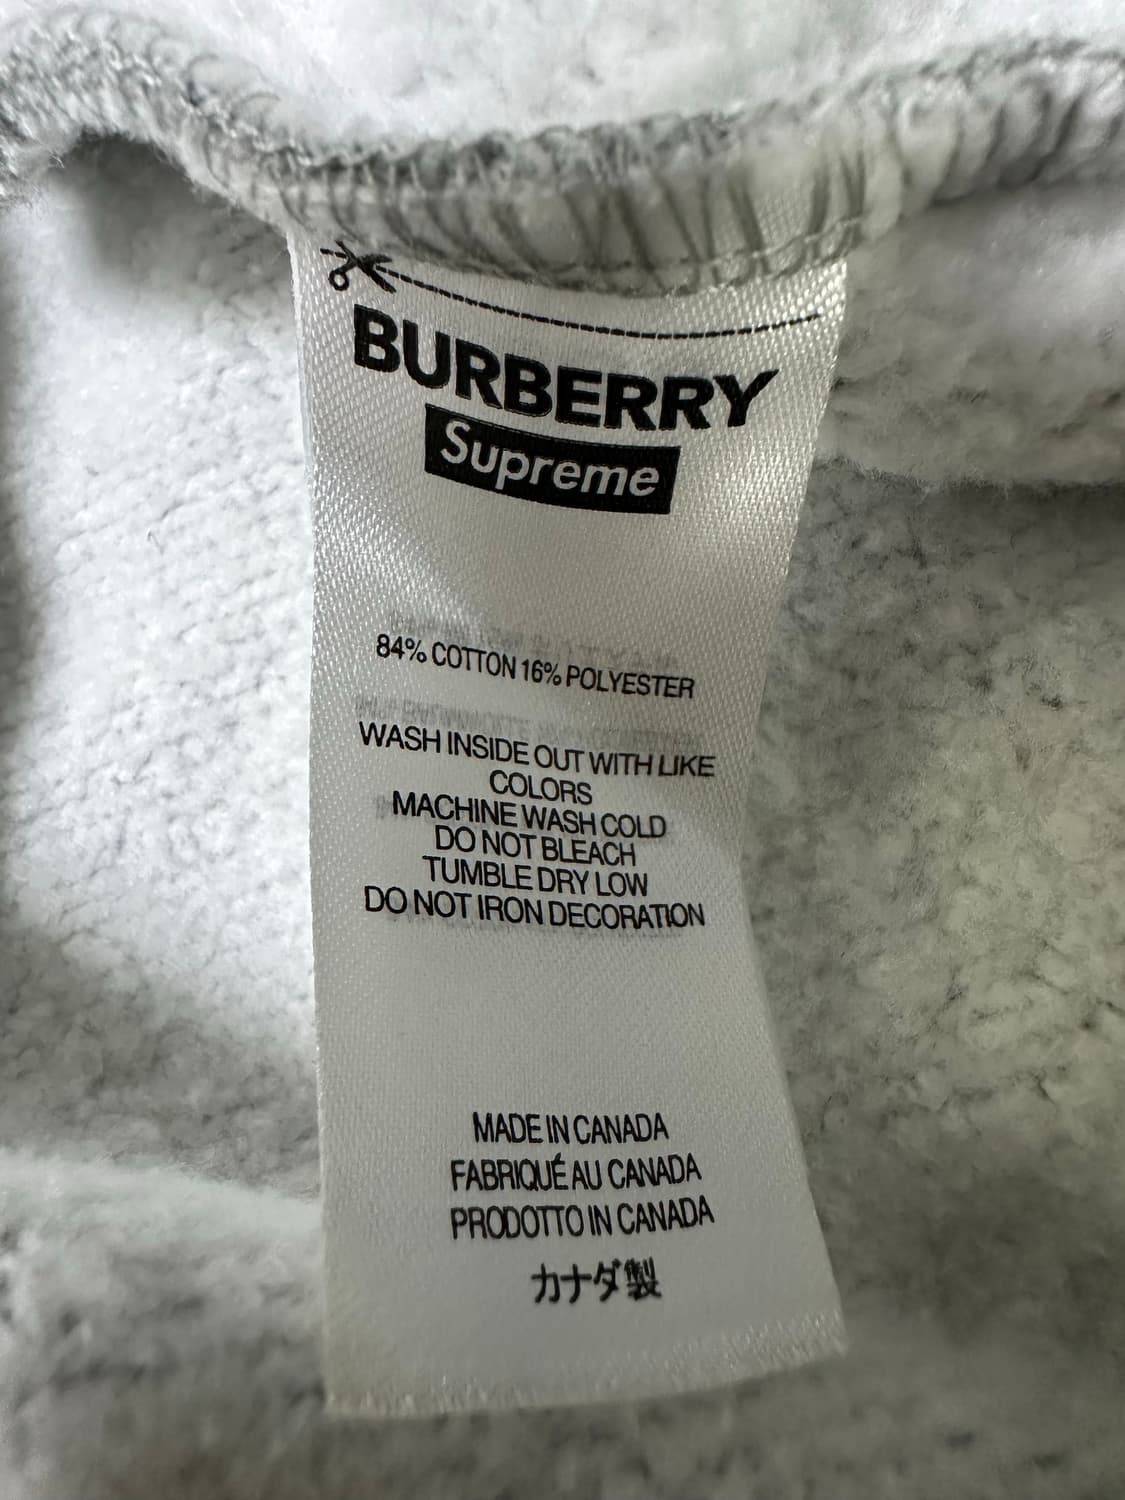 BURBERRY
Supreme
84% COTTON 16% POLYESTER
WASH INSIDE OUT WITH LIKE
COLORS
MACHINE WASH COLD
DO NOT BLEACH
TUMBLE DRY LOW
DO NOT IRON DECORATION
MADE IN CANADA
FABRIQUÉ AU CANADA
PRODOTTO IN CANADA
カナダ製